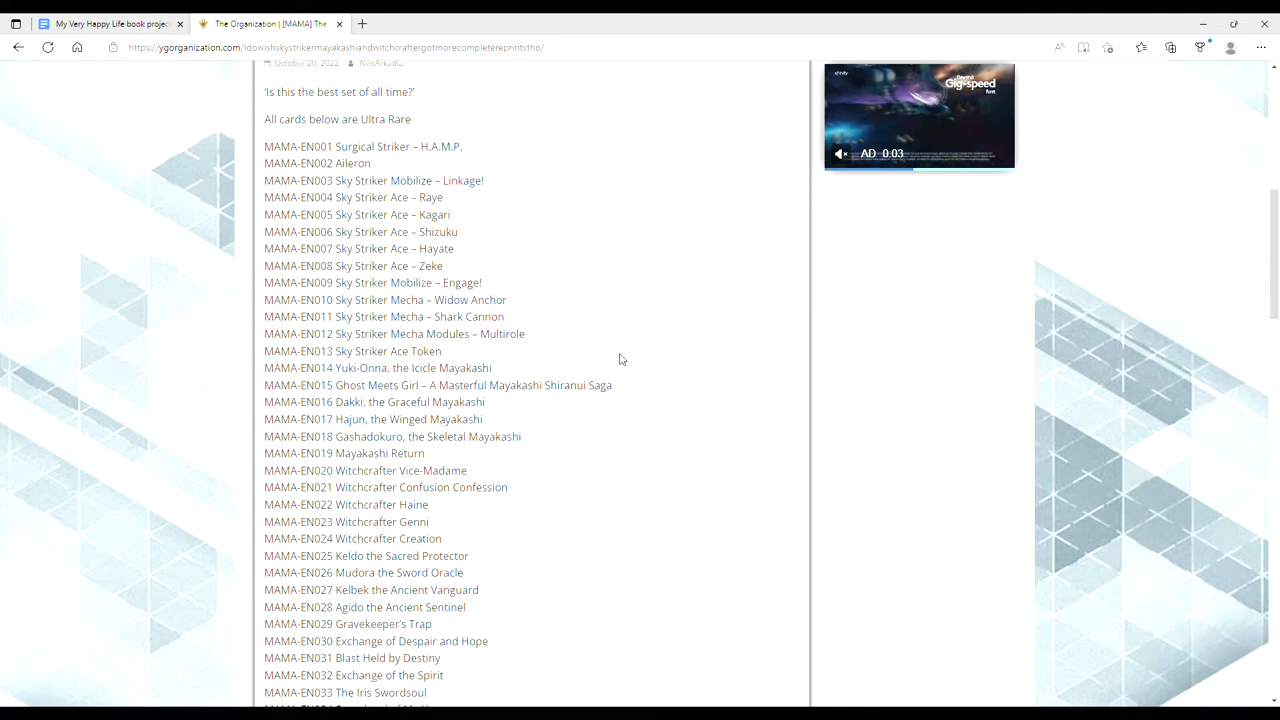 My Very Happy Life book projec
The Organization | [MAMA] The
https://ygorganization.com/idowishskystrikermayakashiandwitchcraftergotmorecompletereprintstho/
October 20, 2022 NeoArkadia
'Is this the best set of all time?'
All cards below are Ultra Rare
MAMA-EN001 Surgical Striker – H.A.M.P.
MAMA-EN002 Aileron
MAMA-EN003 Sky Striker Mobilize – Linkage!
MAMA-EN004 Sky Striker Ace – Raye
MAMA-EN005 Sky Striker Ace – Kagari
MAMA-EN006 Sky Striker Ace – Shizuku
MAMA-EN007 Sky Striker Ace – Hayate
MAMA-EN008 Sky Striker Ace – Zeke
MAMA-EN009 Sky Striker Mobilize – Engage!
MAMA-EN010 Sky Striker Mecha – Widow Anchor
MAMA-EN011 Sky Striker Mecha – Shark Cannon
MAMA-EN012 Sky Striker Mecha Modules – Multirole
MAMA-EN013 Sky Striker Ace Token
MAMA-EN014 Yuki-Onna, the Icicle Mayakashi
MAMA-EN015 Ghost Meets Girl – A Masterful Mayakashi Shiranui Saga
MAMA-EN016 Dakki, the Graceful Mayakashi
MAMA-EN017 Hajun, the Winged Mayakashi
MAMA-EN018 Gashadokuro, the Skeletal Mayakashi
MAMA-EN019 Mayakashi Return
MAMA-EN020 Witchcrafter Vice-Madame
MAMA-EN021 Witchcrafter Confusion Confession
MAMA-EN022 Witchcrafter Haine
MAMA-EN023 Witchcrafter Genni
MAMA-EN024 Witchcrafter Creation
MAMA-EN025 Keldo the Sacred Protector
MAMA-EN026 Mudora the Sword Oracle
MAMA-EN027 Kelbek the Ancient Vanguard
MAMA-EN028 Agido the Ancient Sentinel
MAMA-EN029 Gravekeeper's Trap
MAMA-EN030 Exchange of Despair and Hope
MAMA-EN031 Blast Held by Destiny
MAMA-EN032 Exchange of the Spirit
MAMA-EN033 The Iris Swordsoul
xfinity
Beyond
Gig-speed
fast
AD 0:03